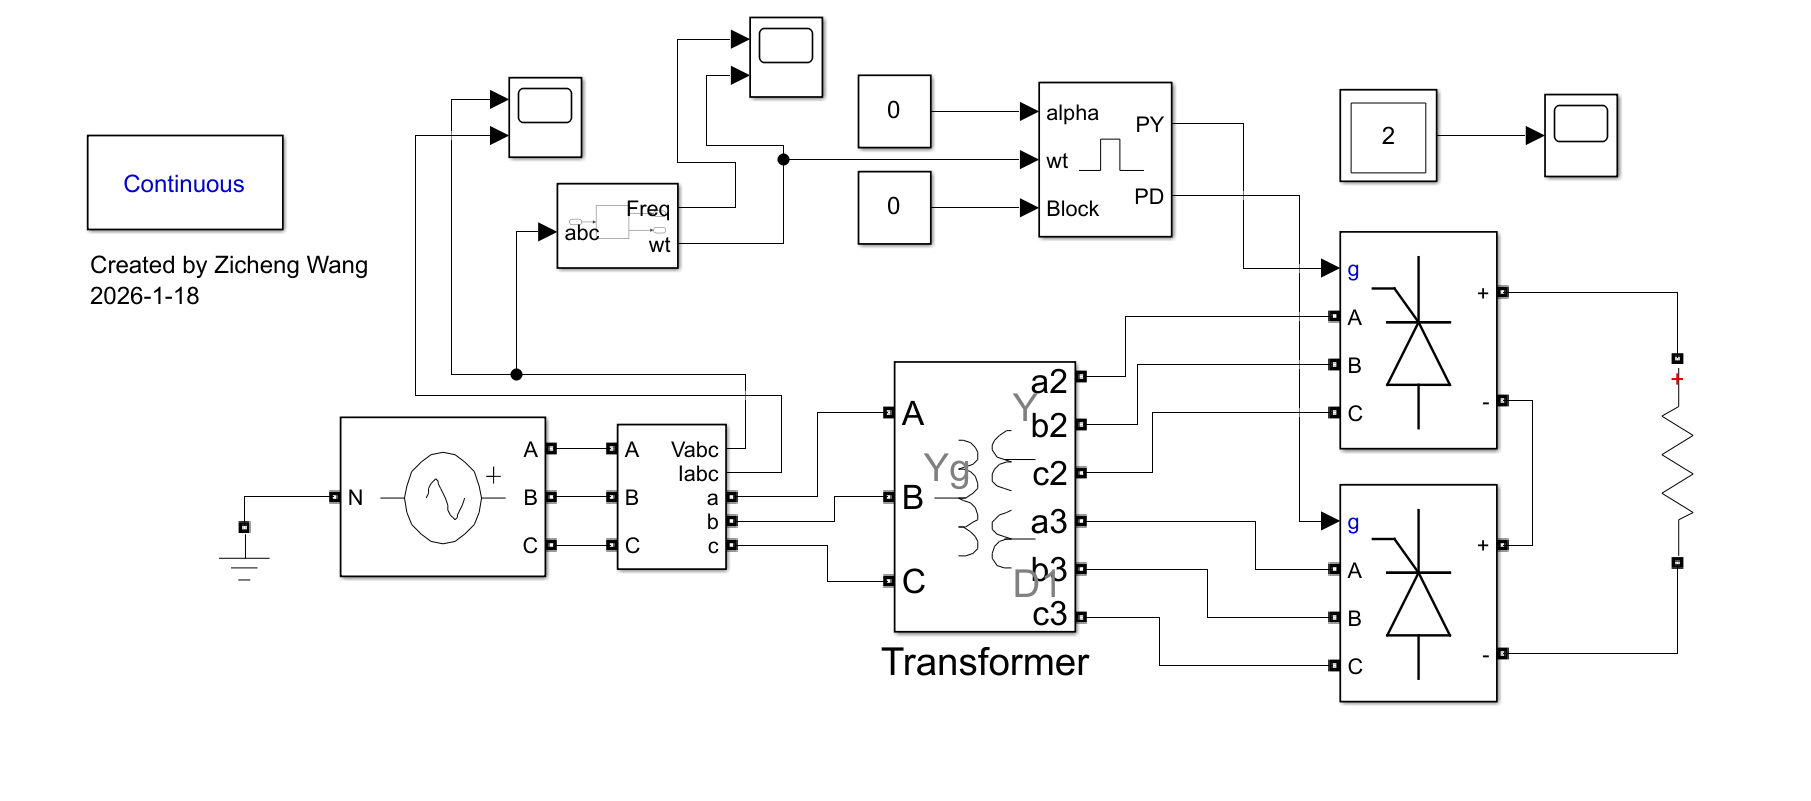 Continuous
Created by Zicheng Wang
2026-1-18
Freq
abc
wt
0
0
alpha
wt
Block
PY
PD
2
g
A
B
C
+
-
g
A
B
C
+
-
+
N
+
A
B
C
A
B
C
Vabc
Iabc
a
b
c
A
B
C
Yg
Y
D1
a2
b2
c2
a3
b3
c3
Transformer